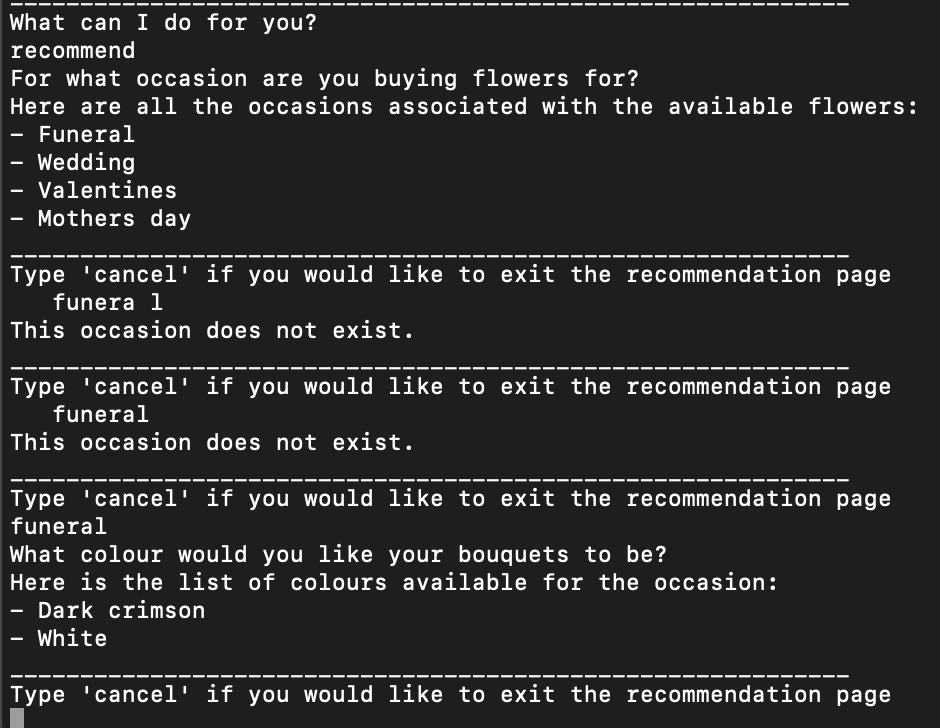 ____________________________________________________________
What can I do for you?
recommend
For what occasion are you buying flowers for?
Here are all the occasions associated with the available flowers:
- Funeral
- Wedding
- Valentines
- Mothers day
____________________________________________________________
Type 'cancel' if you would like to exit the recommendation page
   funera l
This occasion does not exist.
____________________________________________________________
Type 'cancel' if you would like to exit the recommendation page
   funeral
This occasion does not exist.
____________________________________________________________
Type 'cancel' if you would like to exit the recommendation page
funeral
What colour would you like your bouquets to be?
Here is the list of colours available for the occasion:
- Dark crimson
- White
____________________________________________________________
Type 'cancel' if you would like to exit the recommendation page